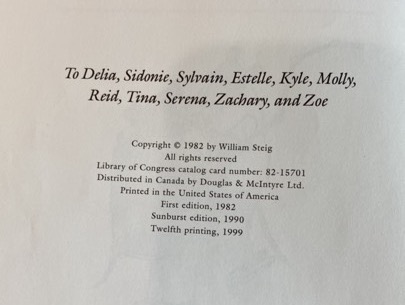 To Delia, Sidonie, Sylvain, Estelle, Kyle, Molly,
Reid, Tina, Serena, Zachary, and Zoe
Copyright © 1982 by William Steig
All rights reserved
Library of Congress catalog card number: 82-15701
Distributed in Canada by Douglas & McIntyre Ltd.
Printed in the United States of America
First edition, 1982
Sunburst edition, 1990
Twelfth printing, 1999